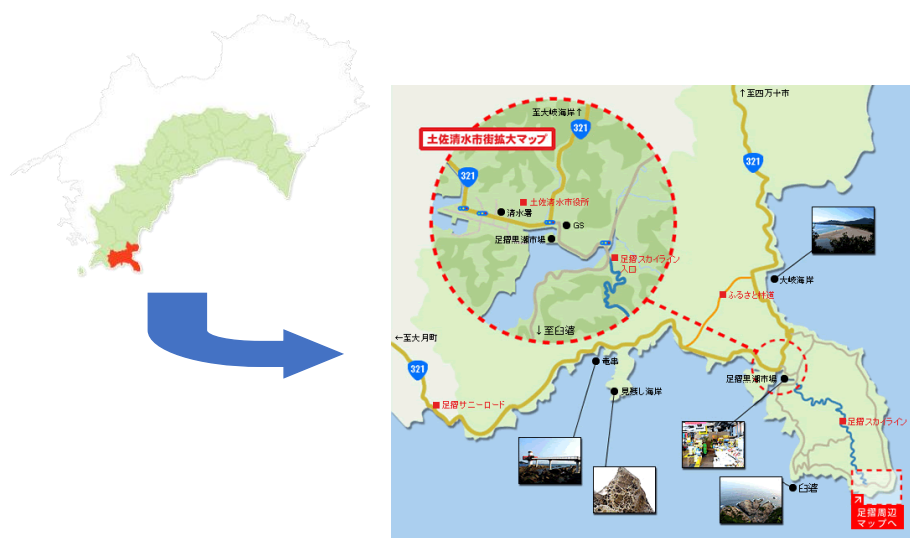 ↑至四万十市
至大岐海岸↑
321
土佐清水市街拡大マップ
321
321
土佐清水市役所
清水署
GS
足摺黒潮市場
足摺スカイライン
入口
大岐海岸
ふるさと林道
↓至臼碆
←至大月町
竜串
321
足摺黒潮市場
見残し海岸
足摺サニーロード
足摺スカイライン
臼碆
足摺周辺
マップへ